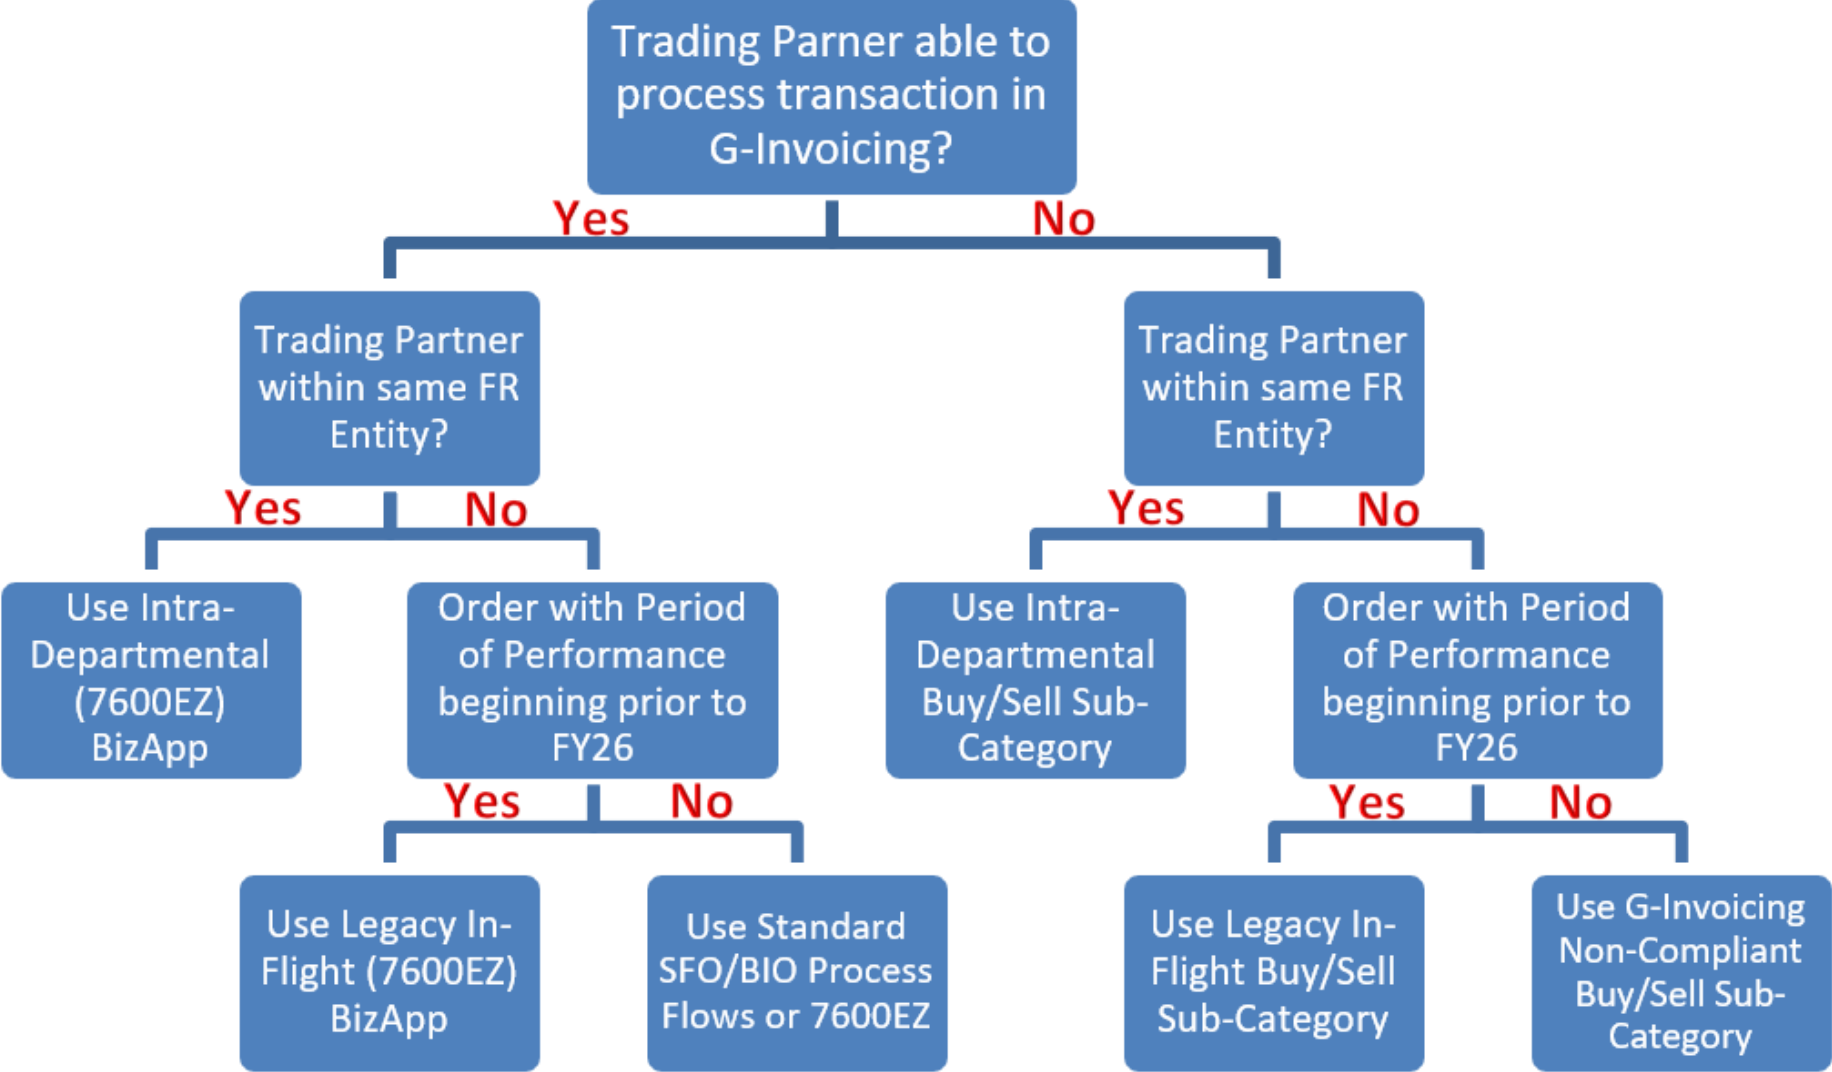 Trading Parner able to
process transaction in
G-Invoicing?
Yes
No
Trading Partner
within same FR
Entity?
Trading Partner
within same FR
Entity?
Yes
No
Yes
No
Use Intra-
Departmental
(7600EZ)
BizApp
Order with Period
of Performance
beginning prior to
FY26
Use Intra-
Departmental
Buy/Sell Sub-
Category
Order with Period
of Performance
beginning prior to
FY26
Yes
No
Yes
No
Use Legacy In-
Flight (7600EZ)
BizApp
Use Standard
SFO/BIO Process
Flows or 7600EZ
Use Legacy In-
Flight Buy/Sell
Sub-Category
Use G-Invoicing
Non-Compliant
Buy/Sell Sub-
Category